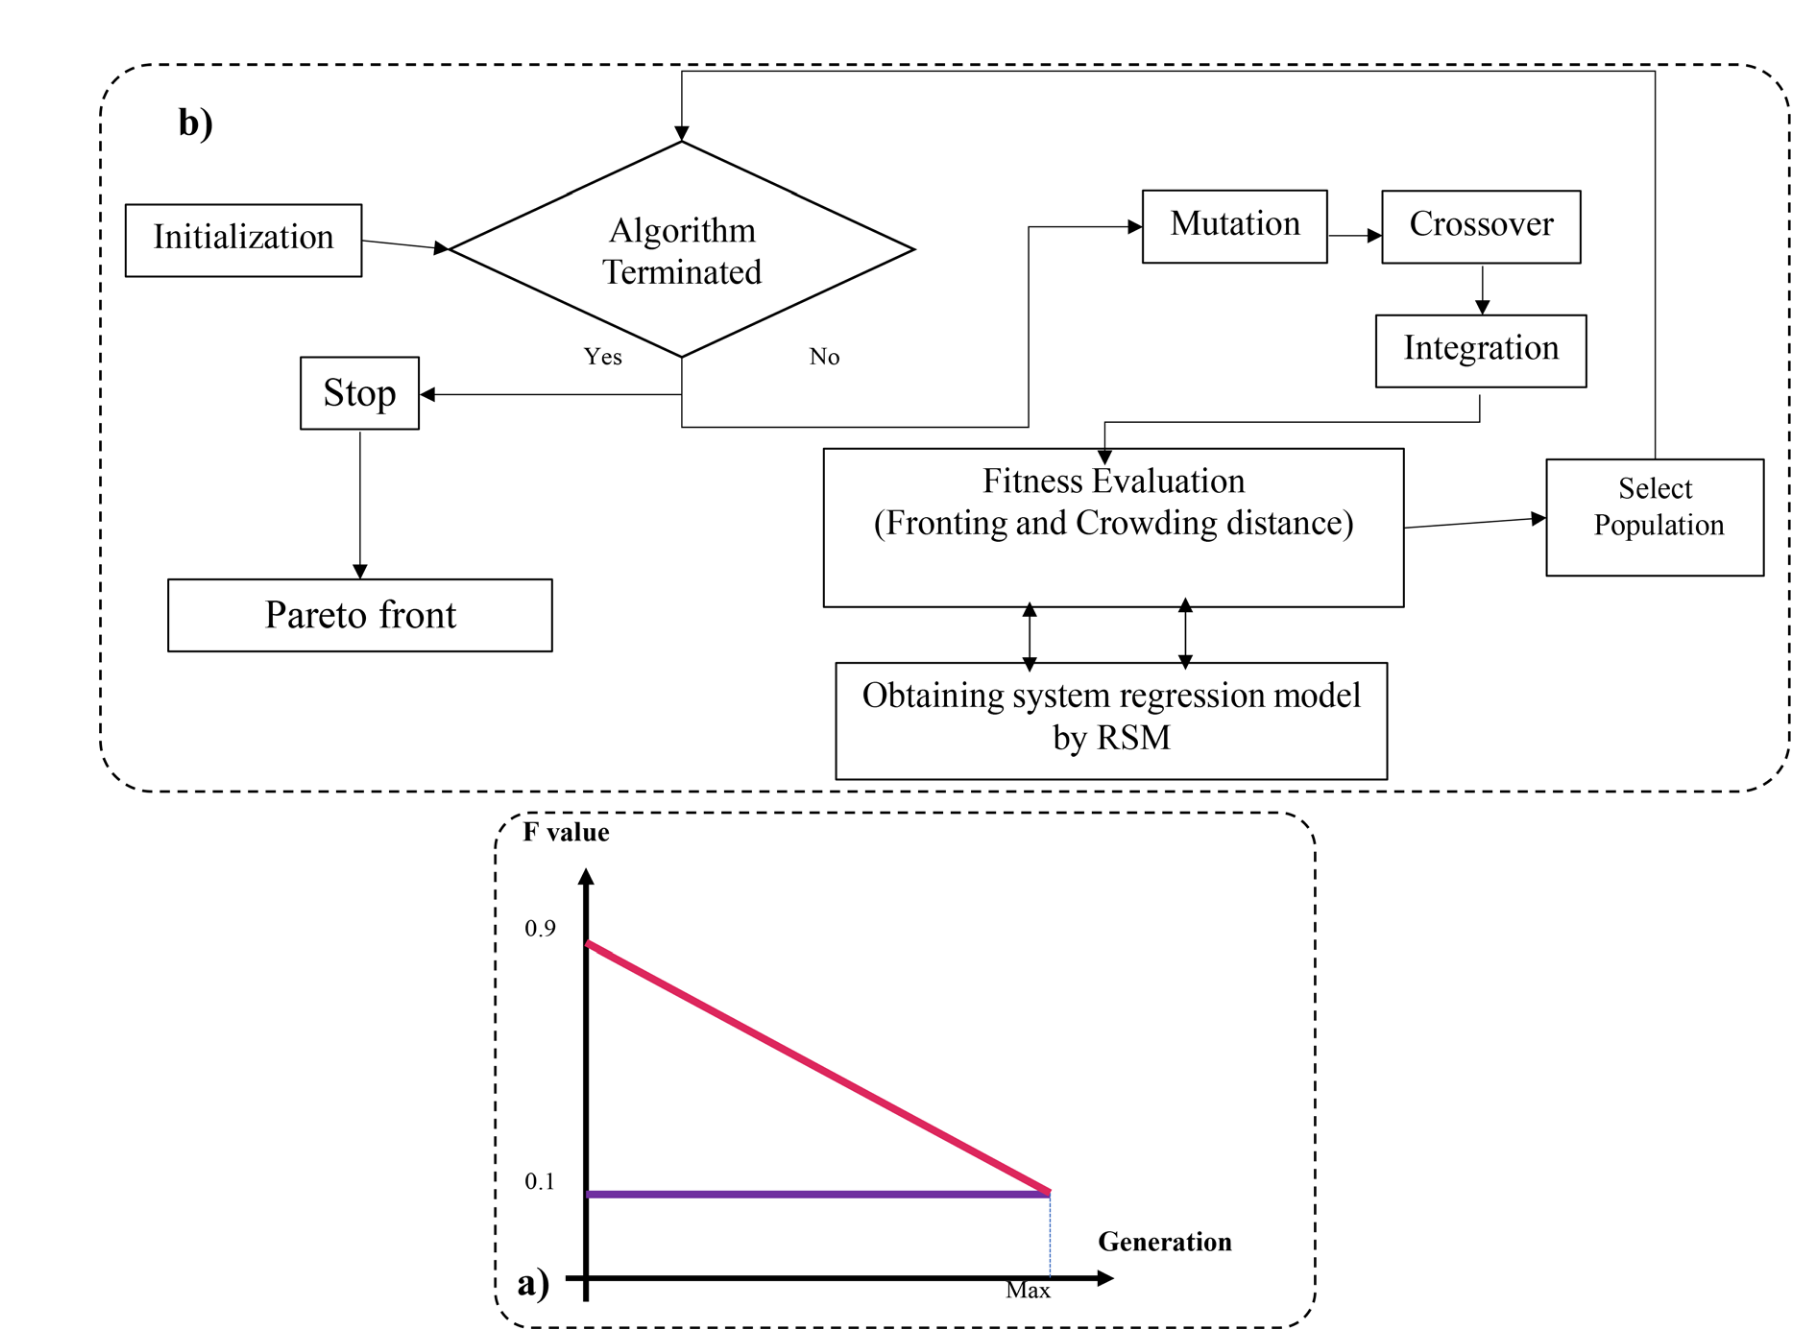 b)
Initialization
Algorithm
Terminated
Mutation
Crossover
Yes
No
Integration
Stop
Fitness Evaluation
(Fronting and Crowding distance)
Select
Population
Pareto front
Obtaining system regression model
by RSM
F value
0.9
0.1
Generation
a)
Max